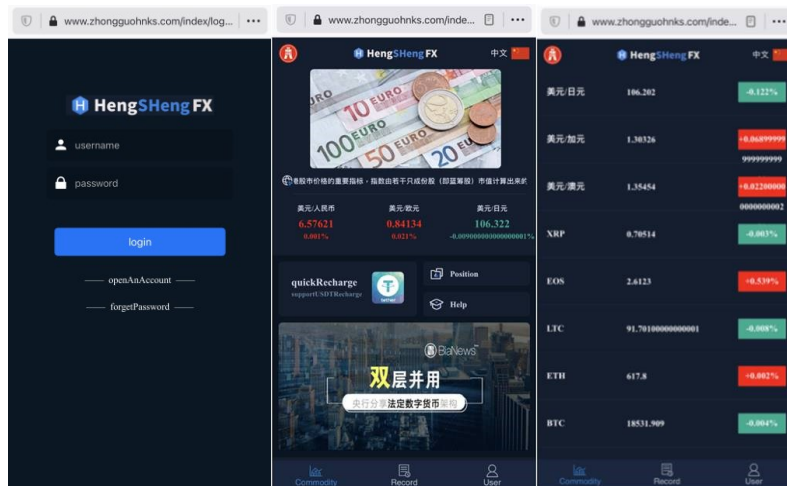 www.zhongguohnks.com/index/log...
HengSHengFX
username
password
login
openAnAccount
forgetPassword
www.zhongguohnks.com/inde...
HengSHengFX
中文
EURO
10 EURO
100 EURO
50 EURO
20 EURO
港股市价格的重要指标，指数由若干只成份股（即蓝筹股）市值计算出来的
美元/人民币 美元/欧元 美元/日元
6.57621 0.84134 106.322
0.001% 0.021% -0.00900000000000001%
quickRecharge
supportUSDTRecharge
Position
Help
BiaNews
双层并用
央行分享法定数字货币架构
Commodity Record User
www.zhongguohnks.com/inde...
HengSHengFX
中文
美元/日元 106.202 -0.122%
美元/加元 1.30326 +0.06899999
999999999
美元/澳元 1.35454 +0.02200000
0000000002
XRP 0.70514 -0.003%
EOS 2.6123 +0.539%
LTC 91.70100000000001 -0.008%
ETH 617.8 +0.002%
BTC 18531.909 -0.004%
Commodity Record User